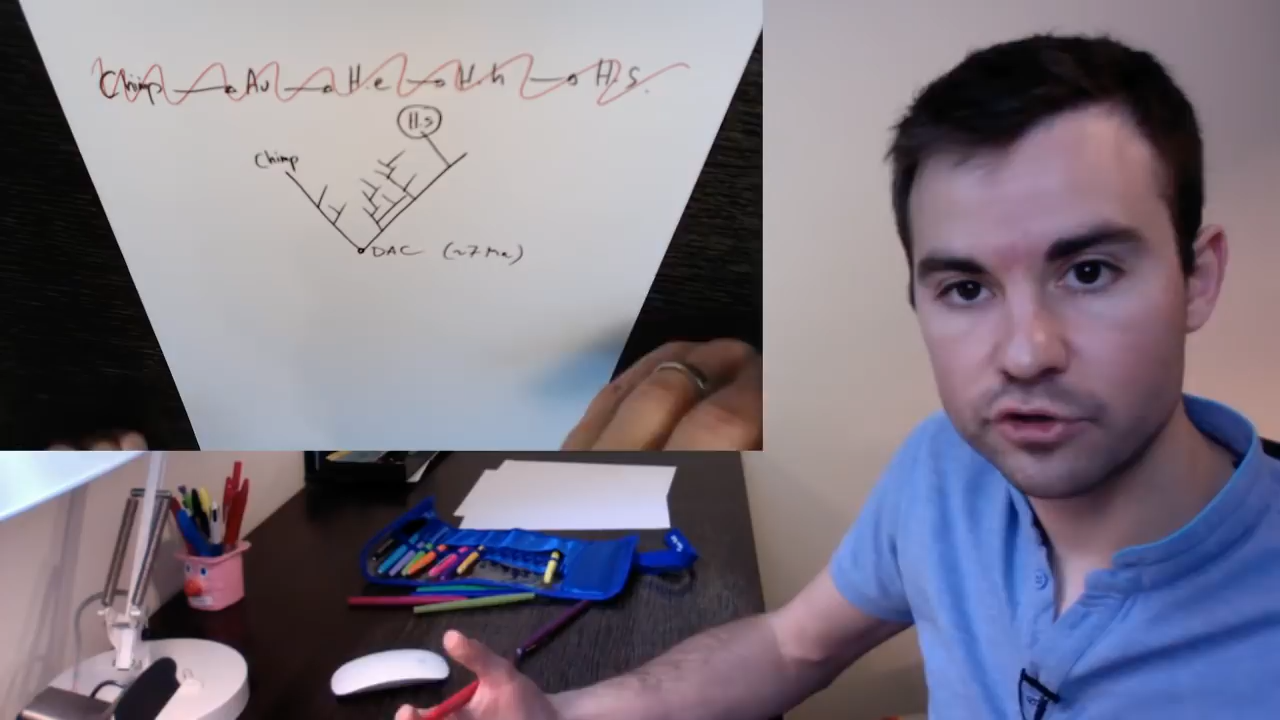 Chimp → Au → H.e → H.h → H.s.
H.s
Chimp
DAC (~7 Ma)